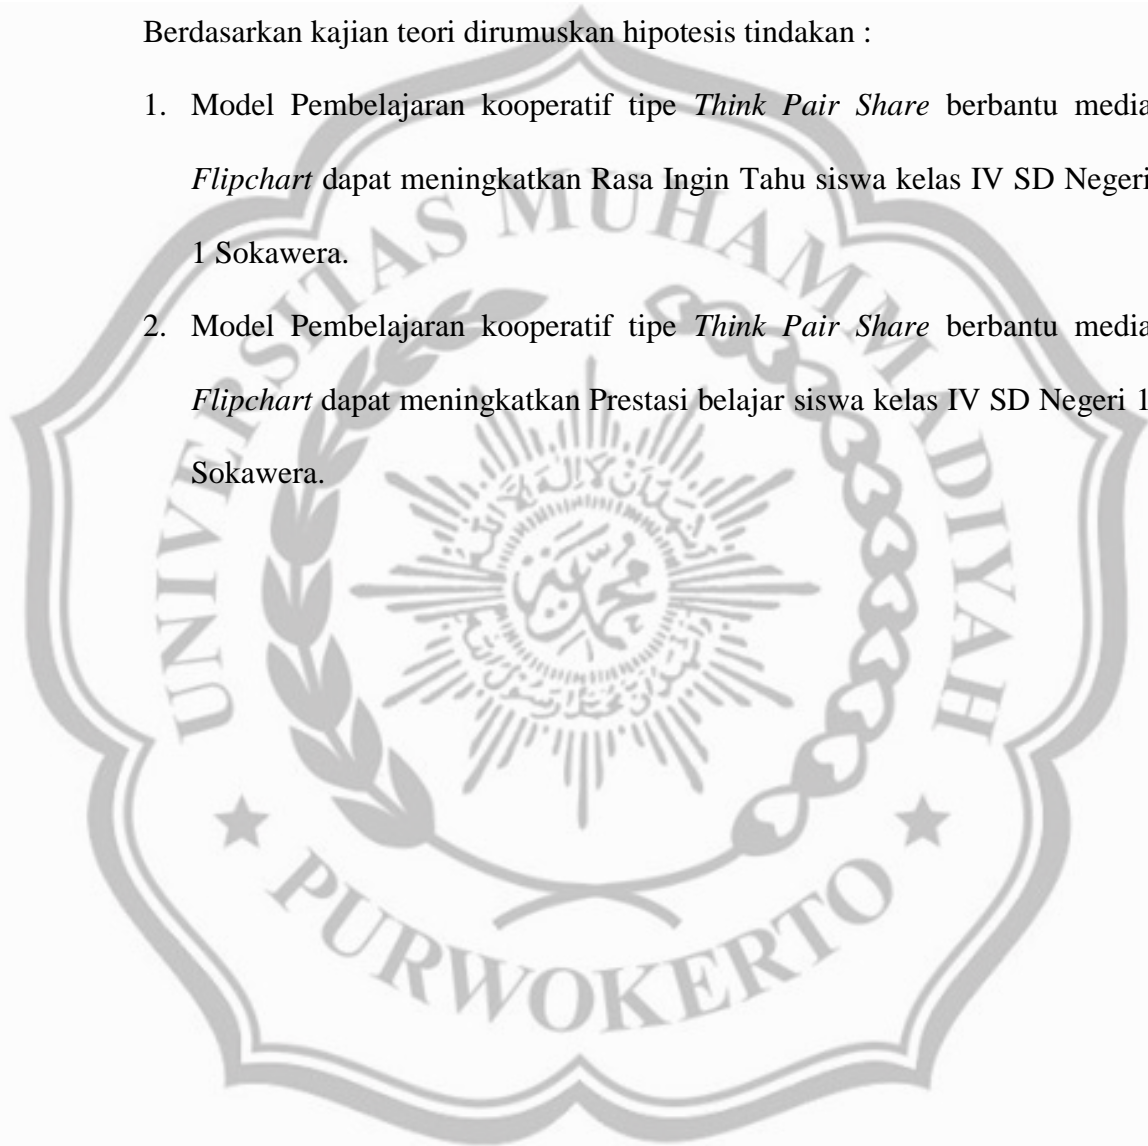 Berdasarkan kajian teori dirumuskan hipotesis tindakan :
1. Model Pembelajaran kooperatif tipe Think Pair Share berbantu media
Flipchart dapat meningkatkan Rasa Ingin Tahu siswa kelas IV SD Negeri
1 Sokawera.
2. Model Pembelajaran kooperatif tipe Think Pair Share berbantu media
Flipchart dapat meningkatkan Prestasi belajar siswa kelas IV SD Negeri 1
Sokawera.
UNIVERSITAS MUHAMMADIYAH
PURWOKERTO